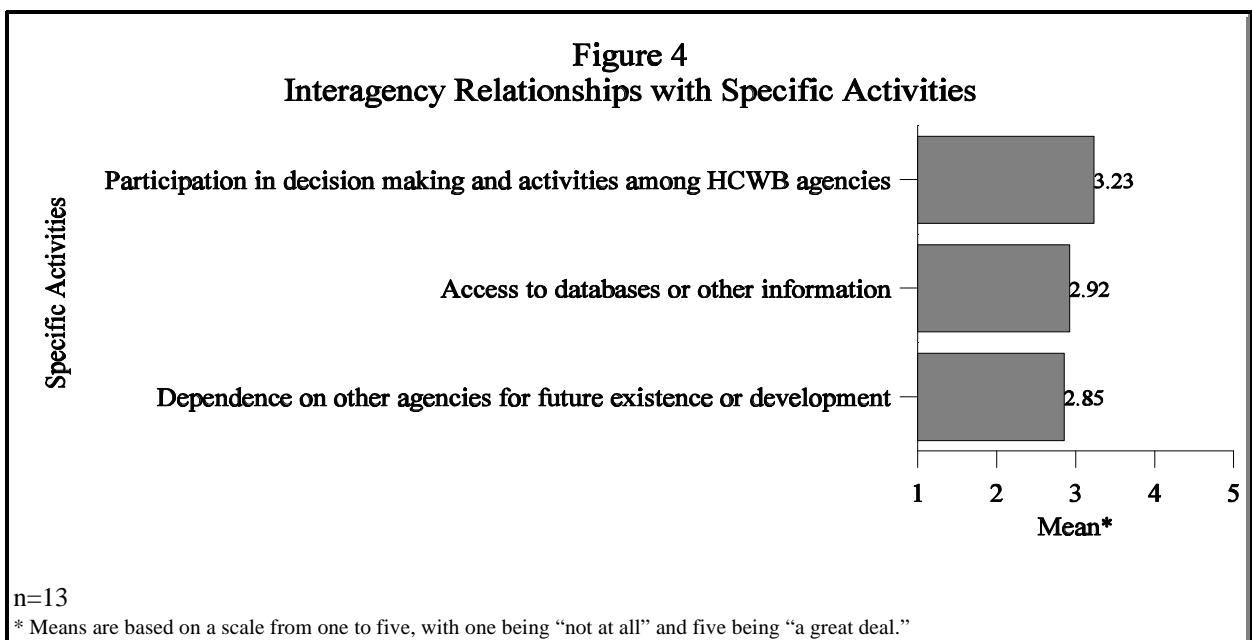 Figure 4
Interagency Relationships with Specific Activities
Specific Activities
Participation in decision making and activities among HCWB agencies
3.23
Access to databases or other information
2.92
Dependence on other agencies for future existence or development
2.85
1 2 3 4 5
Mean*
n=13
* Means are based on a scale from one to five, with one being “not at all” and five being “a great deal.”